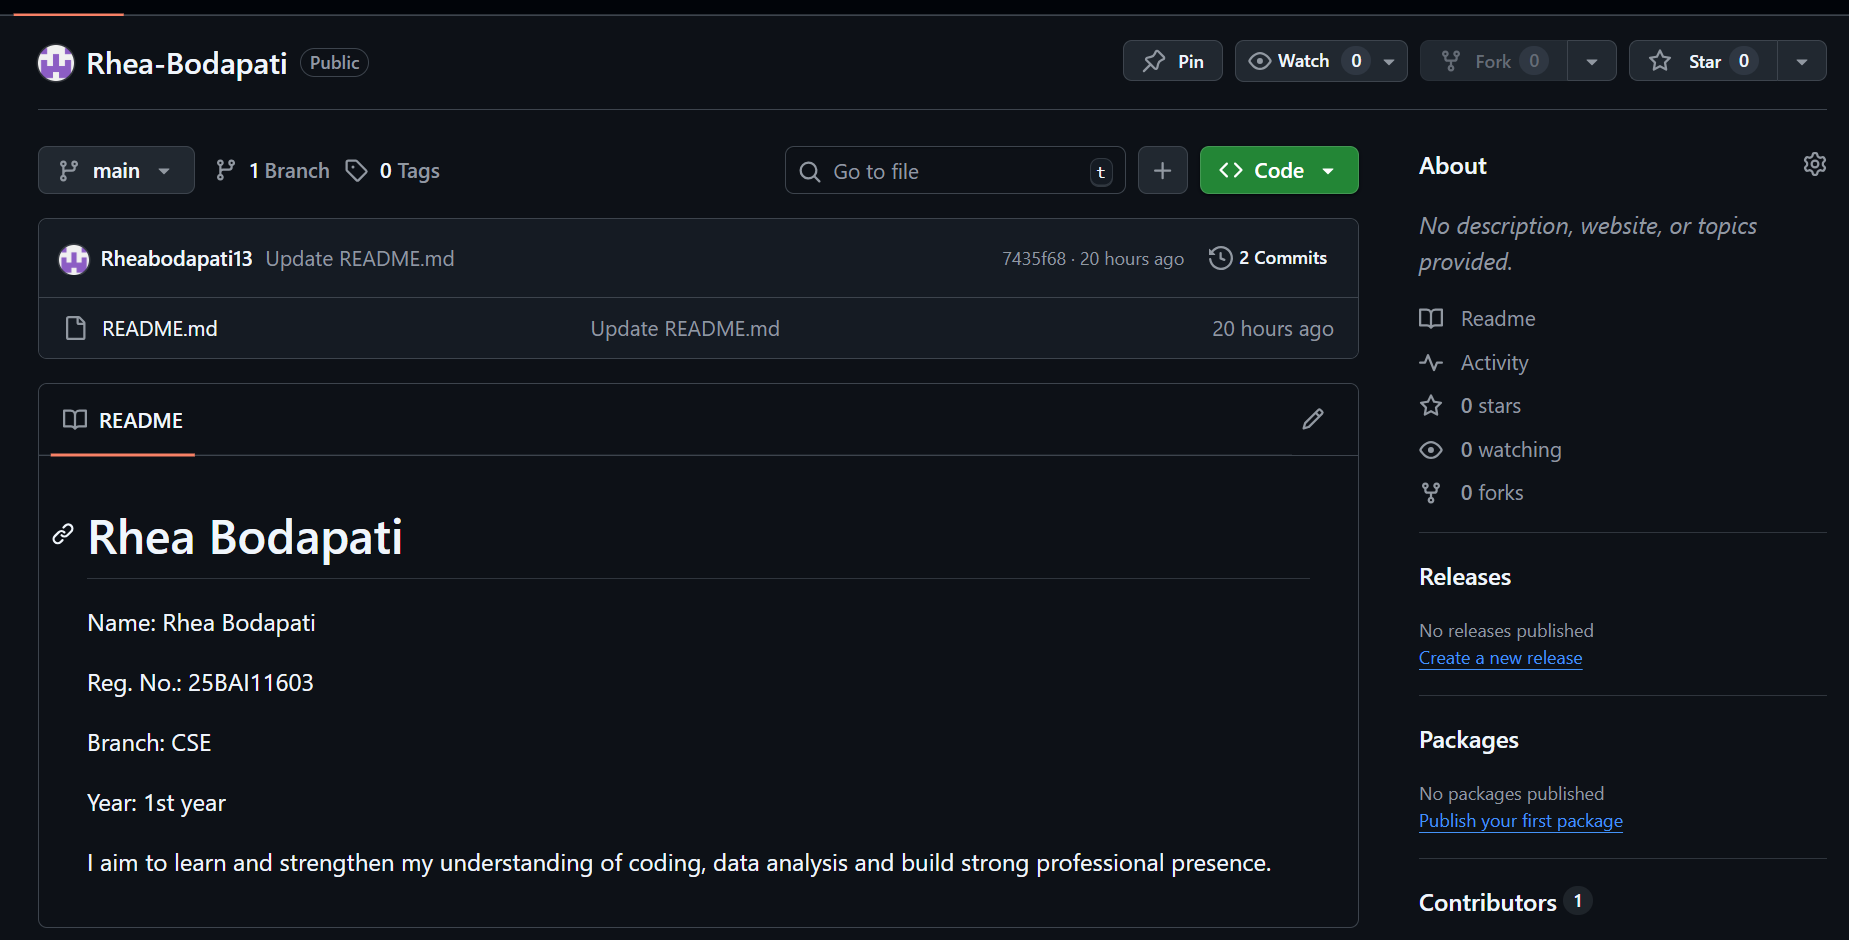 Rhea-Bodapati Public
Pin
Watch 0
Fork 0
Star 0
main
1 Branch
0 Tags
Go to file t
Code
Rheabodapati13 Update README.md 7435f68 · 20 hours ago 2 Commits
README.md Update README.md 20 hours ago
README
Rhea Bodapati
Name: Rhea Bodapati
Reg. No.: 25BAI11603
Branch: CSE
Year: 1st year
I aim to learn and strengthen my understanding of coding, data analysis and build strong professional presence.
About
No description, website, or topics
provided.
Readme
Activity
0 stars
0 watching
0 forks
Releases
No releases published
Create a new release
Packages
No packages published
Publish your first package
Contributors 1